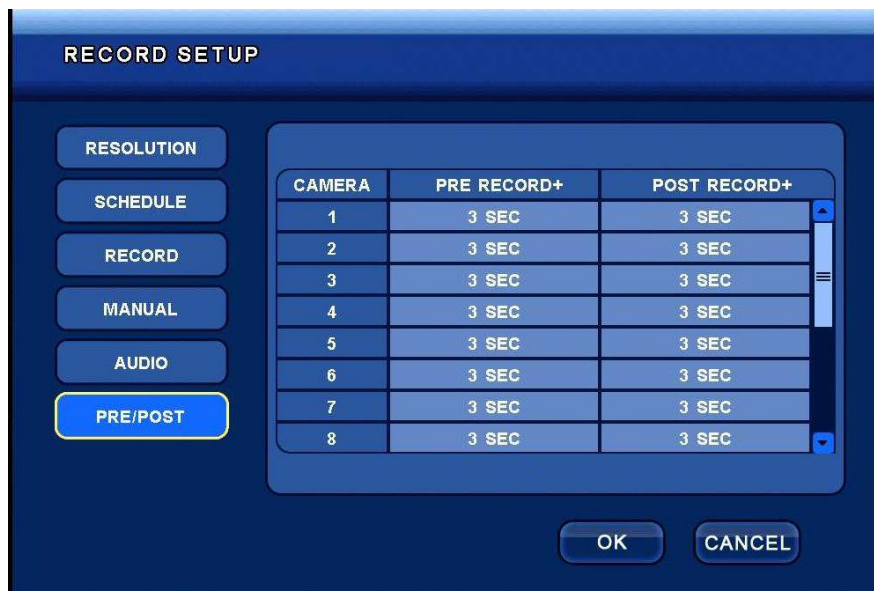 RECORD SETUP
RESOLUTION
SCHEDULE
RECORD
MANUAL
AUDIO
PRE/POST
CAMERA PRE RECORD+ POST RECORD+
1 3 SEC 3 SEC
2 3 SEC 3 SEC
3 3 SEC 3 SEC
4 3 SEC 3 SEC
5 3 SEC 3 SEC
6 3 SEC 3 SEC
7 3 SEC 3 SEC
8 3 SEC 3 SEC
OK CANCEL